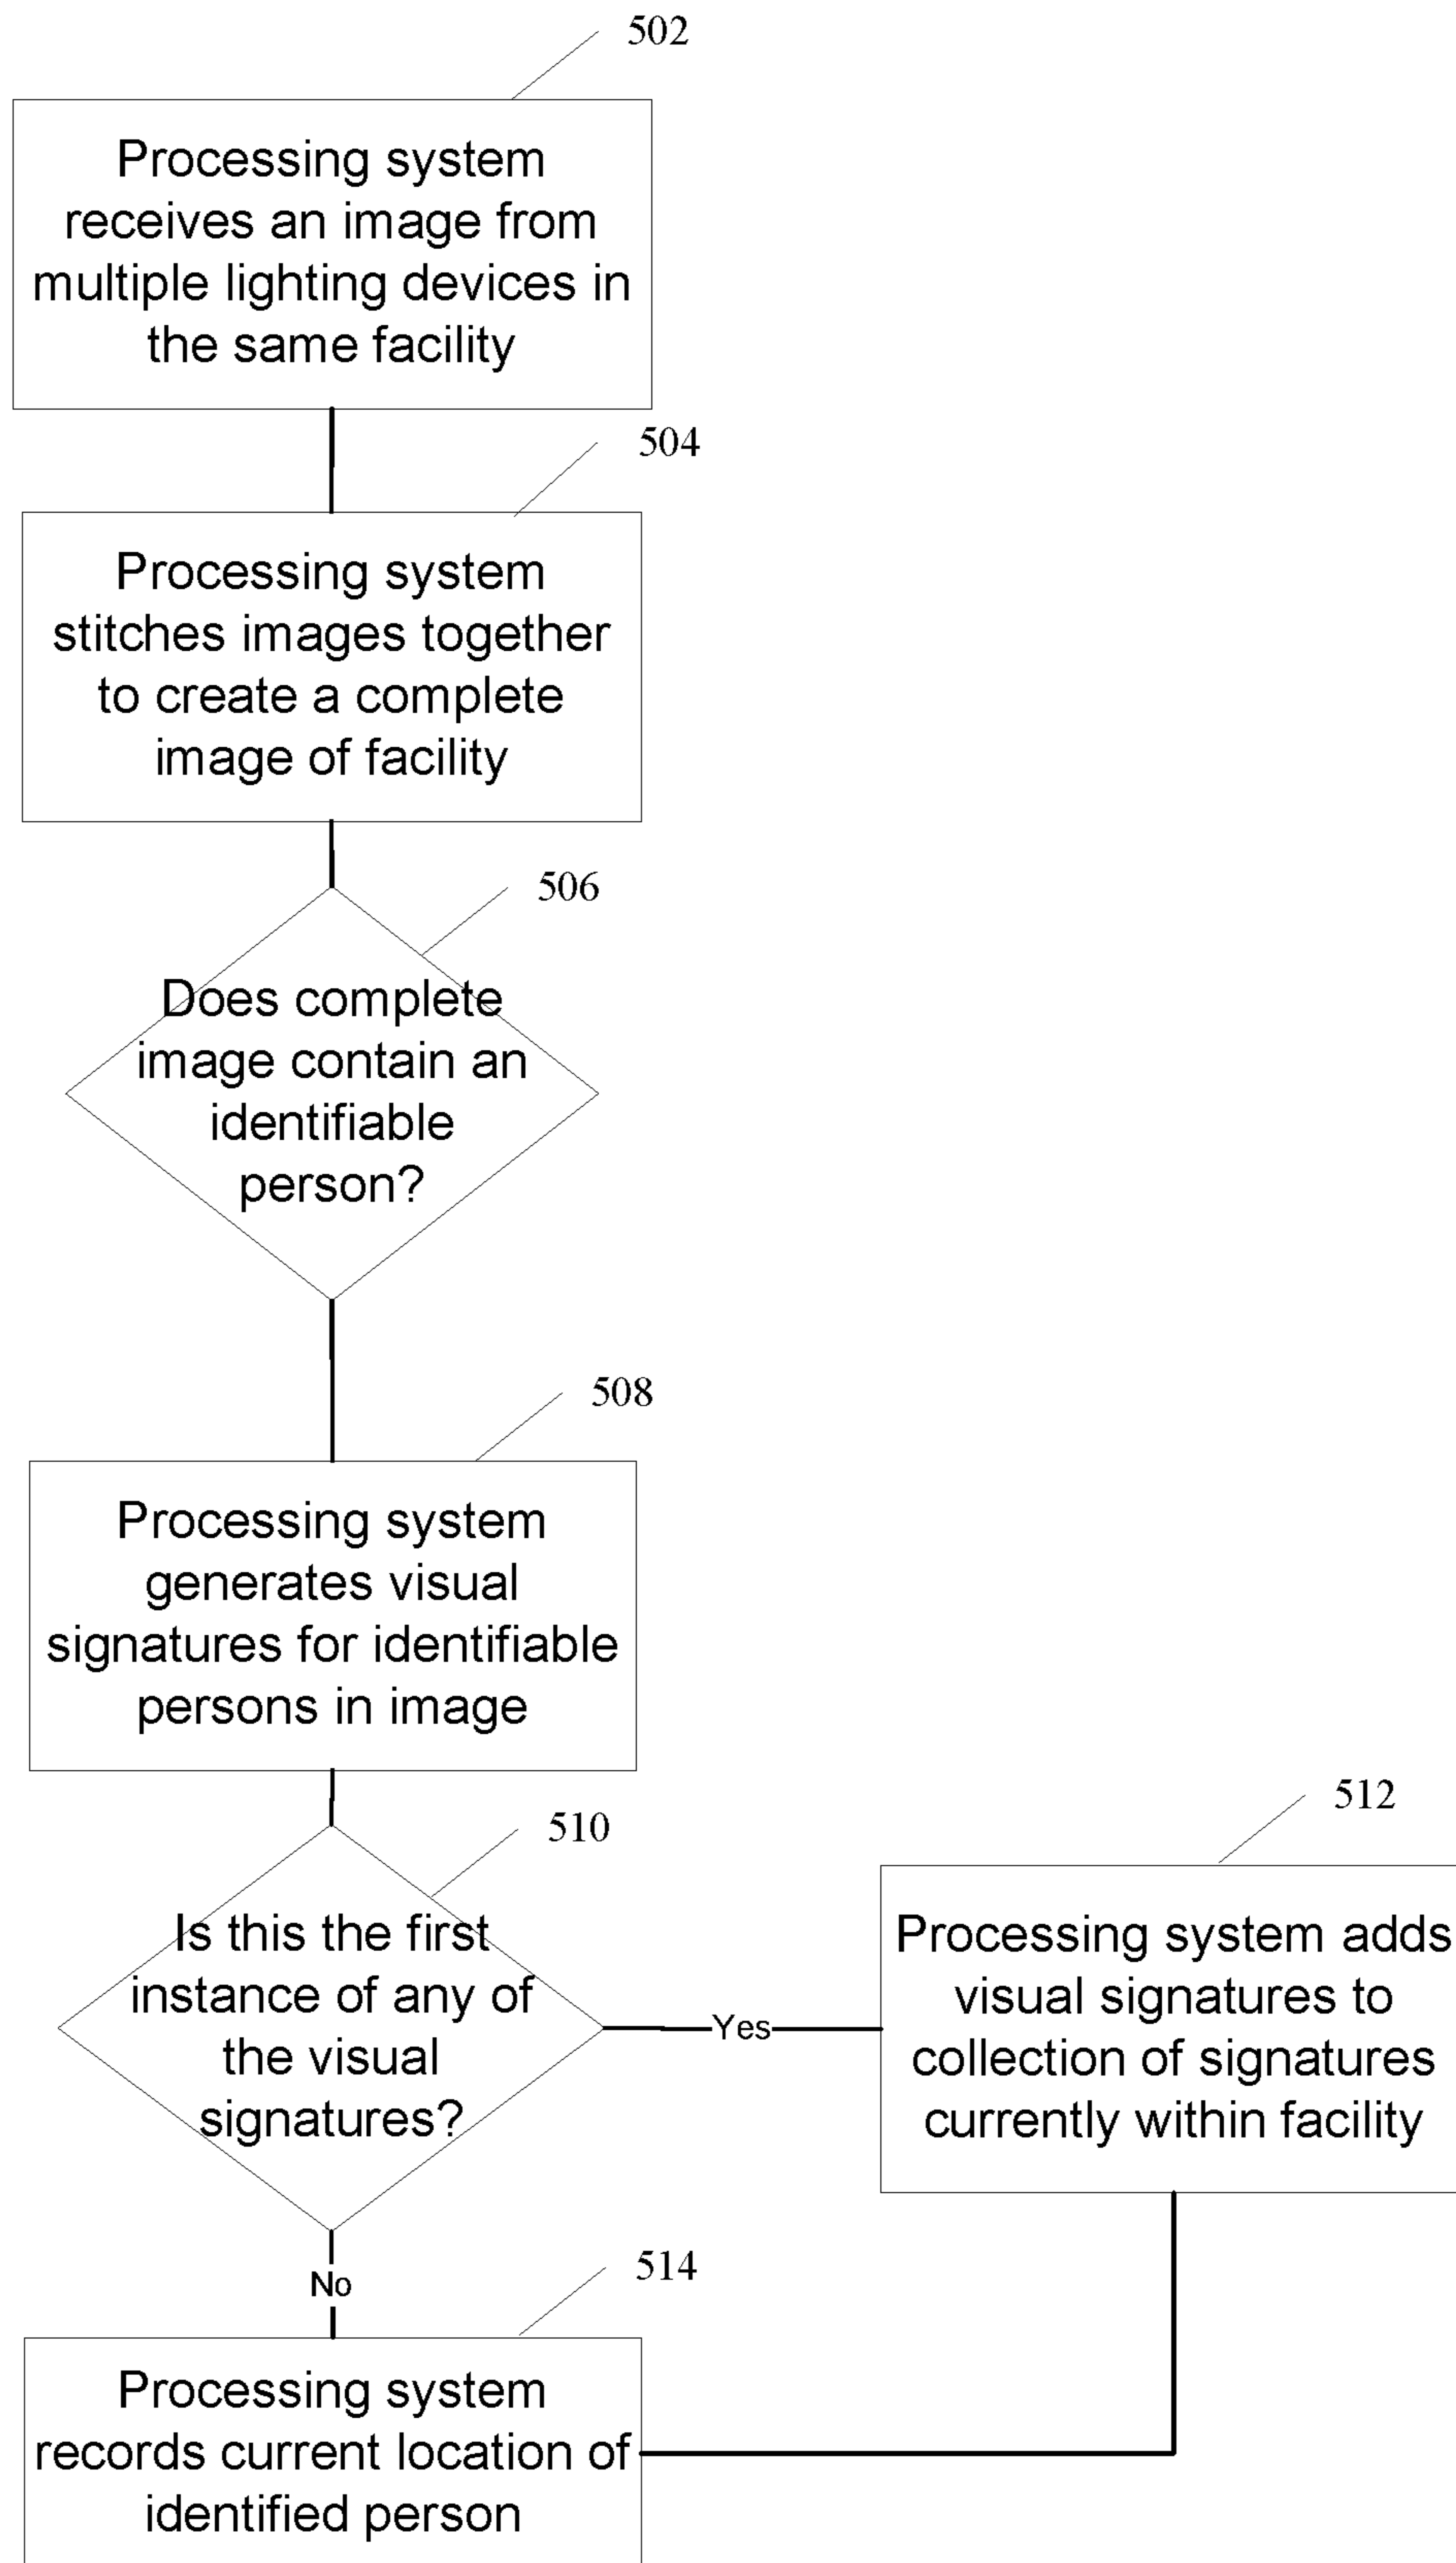 502
Processing system
receives an image from
multiple lighting devices in
the same facility
504
Processing system
stitches images together
to create a complete
image of facility
506
Does complete
image contain an
identifiable
person?
508
Processing system
generates visual
signatures for identifiable
persons in image
510
Is this the first
instance of any of
the visual
signatures?
Yes
512
Processing system adds
visual signatures to
collection of signatures
currently within facility
No
514
Processing system
records current location of
identified person